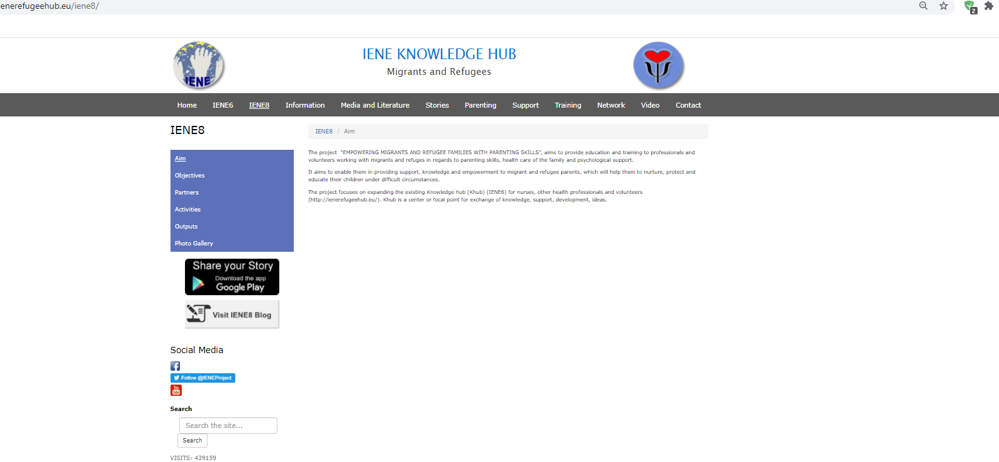 enerefugeehub.eu/iene8/
2
IENE
IENE KNOWLEDGE HUB
Migrants and Refugees
Home IENE6 IENE8 Information Media and Literature Stories Parenting Support Training Network Video Contact
IENE8
Aim
Objectives
Partners
Activities
Outputs
Photo Gallery
Share your Story
Download the app
Google Play
Visit IENE8 Blog
Social Media
f
Follow @IENEProject
You
Tube
Search
Search the site...
Search
VISITS: 439159
IENE8 / Aim
The project "EMPOWERING MIGRANTS AND REFUGEE FAMILIES WITH PARENTING SKILLS", aims to provide education and training to professionals and
volunteers working with migrants and refuges in regards to parenting skills, health care of the family and psychological support.
It aims to enable them in providing support, knowledge and empowerment to migrant and refugee parents, which will help them to nurture, protect and
educate their children under difficult circumstances.
The project focuses on expanding the existing Knowledge hub (Khub) (IENE6) for nurses, other health professionals and volunteers
(http://ienerefugeehub.eu/). Khub is a center or focal point for exchange of knowledge, support, development, ideas.